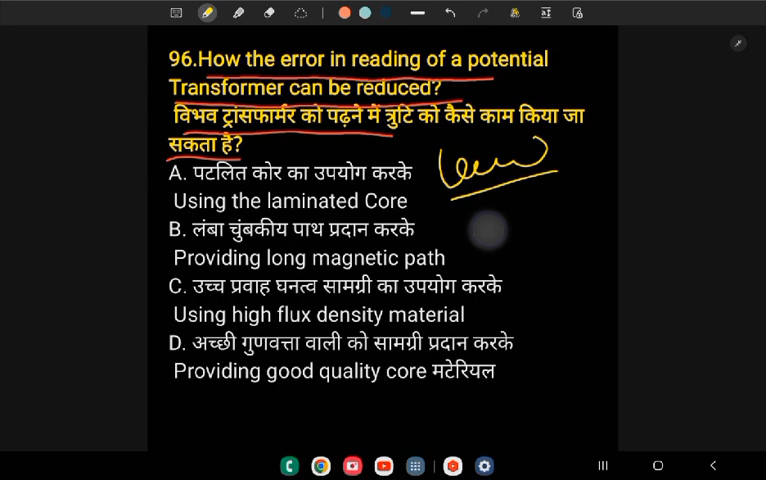 96.How the error in reading of a potential
Transformer can be reduced?
विभव ट्रांसफार्मर को पढ़ने में त्रुटि को कैसे काम किया जा
सकता है?
A. पटलित कोर का उपयोग करके
Using the laminated Core
B. लंबा चुंबकीय पाथ प्रदान करके
Providing long magnetic path
C. उच्च प्रवाह घनत्व सामग्री का उपयोग करके
Using high flux density material
D. अच्छी गुणवत्ता वाली को सामग्री प्रदान करके
Providing good quality core मटेरियल